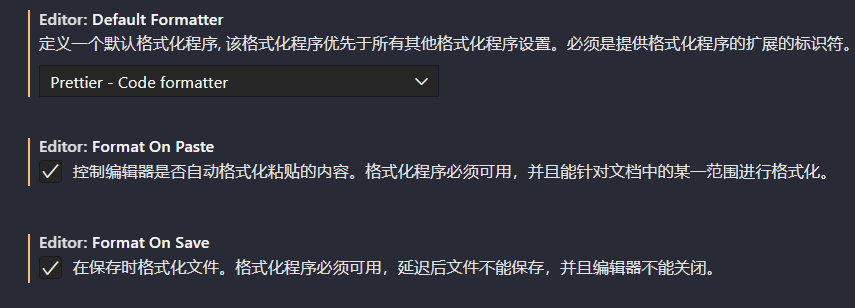 Editor: Default Formatter
定义一个默认格式化程序, 该格式化程序优先于所有其他格式化程序设置。必须是提供格式化程序的扩展的标识符。
Prettier - Code formatter
Editor: Format On Paste
控制编辑器是否自动格式化粘贴的内容。格式化程序必须可用，并且能针对文档中的某一范围进行格式化。
Editor: Format On Save
在保存时格式化文件。格式化程序必须可用，延迟后文件不能保存，并且编辑器不能关闭。